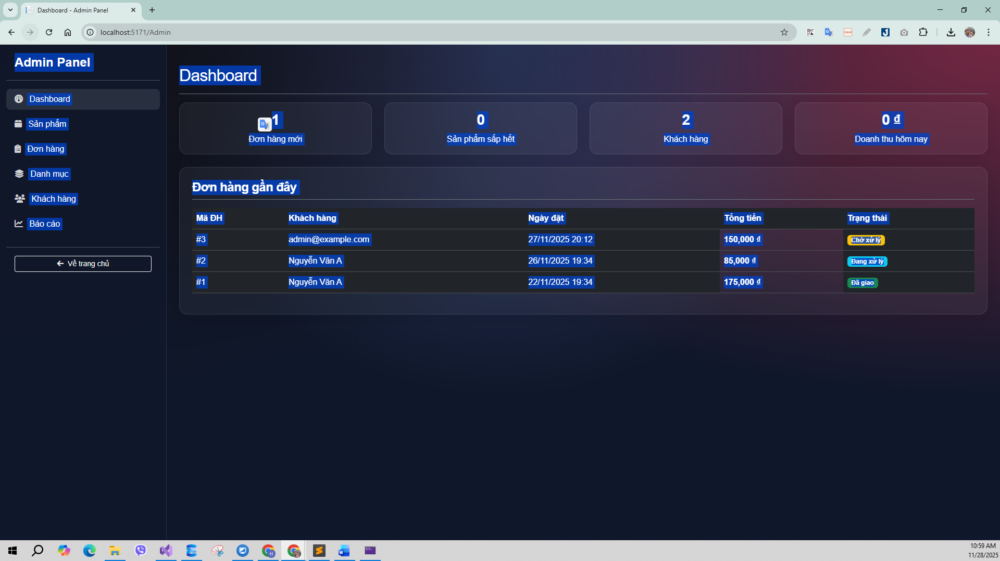 Dashboard - Admin Panel
localhost:5171/Admin
Admin Panel
Dashboard
Sản phẩm
Đơn hàng
Danh mục
Khách hàng
Báo cáo
Về trang chủ
Dashboard
1
Đơn hàng mới
0
Sản phẩm sắp hết
2
Khách hàng
0 ₫
Doanh thu hôm nay
Đơn hàng gần đây
Mã ĐH Khách hàng Ngày đặt Tổng tiền Trạng thái
#3 admin@example.com 27/11/2025 20:12 150,000 ₫ Chờ xử lý
#2 Nguyễn Văn A 26/11/2025 19:34 85,000 ₫ Đang xử lý
#1 Nguyễn Văn A 22/11/2025 19:34 175,000 ₫ Đã giao
10:59 AM
11/28/2025